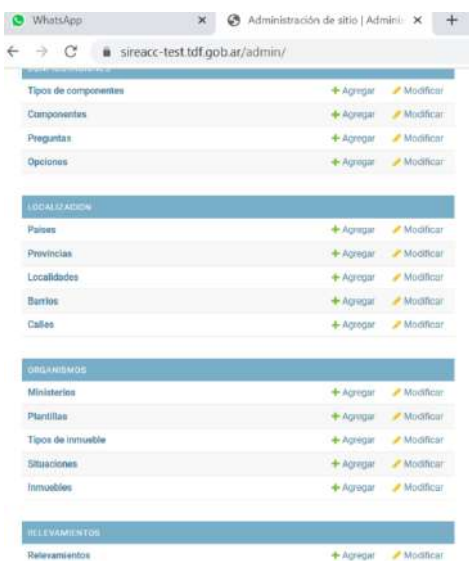 WhatsApp
Administración de sitio | Admini
sireacc-test.tdf.gob.ar/admin/
Tipos de componentes + Agregar Modificar
Componentes + Agregar Modificar
Preguntas + Agregar Modificar
Opciones + Agregar Modificar
LOCALIZACION
Paises + Agregar Modificar
Provincias + Agregar Modificar
Localidades + Agregar Modificar
Barrios + Agregar Modificar
Calles + Agregar Modificar
ORGANISMOS
Ministerios + Agregar Modificar
Plantillas + Agregar Modificar
Tipos de inmueble + Agregar Modificar
Situaciones + Agregar Modificar
Inmuebles + Agregar Modificar
RELEVAMIENTOS
Relevamientos + Agregar Modificar